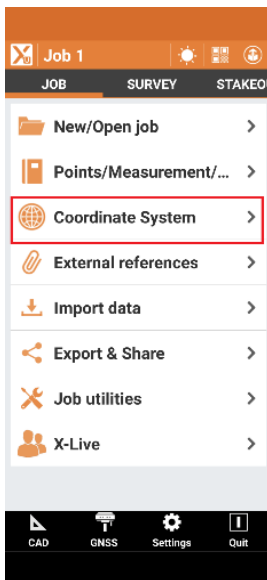 Job 1
JOB SURVEY STAKEO
New/Open job
Points/Measurement/...
Coordinate System
External references
Import data
Export & Share
Job utilities
X-Live
CAD GNSS Settings Quit